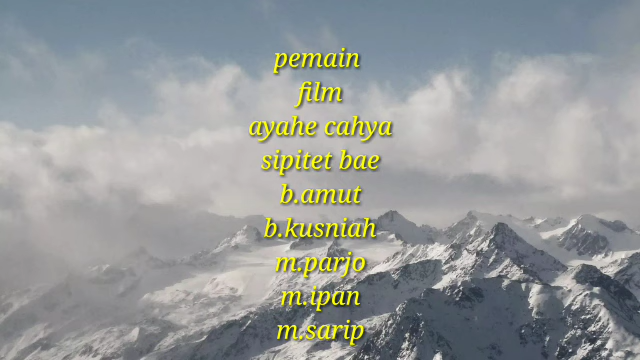 pemain
film
ayahe cahya
sipitet bae
b.amut
b.kusniah
m.parjo
m.ipan
m.sarip